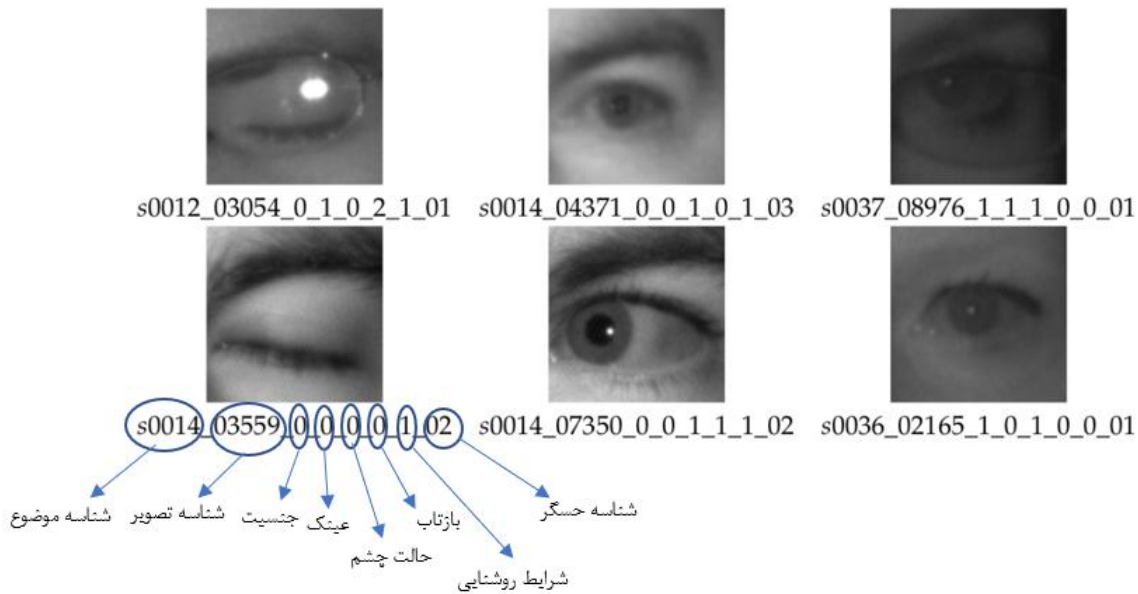 s0012_03054_0_1_0_2_1_01 s0014_04371_0_0_1_0_1_03 s0037_08976_1_1_1_0_0_01
s0014_03559_0_0_0_0_1_02 s0014_07350_0_0_1_1_1_02 s0036_02165_1_0_1_0_0_01
شناسه موضوع شناسه تصویر جنسیت عینک بازتاب شناسه حسگر
حالت چشم
شرایط روشنایی